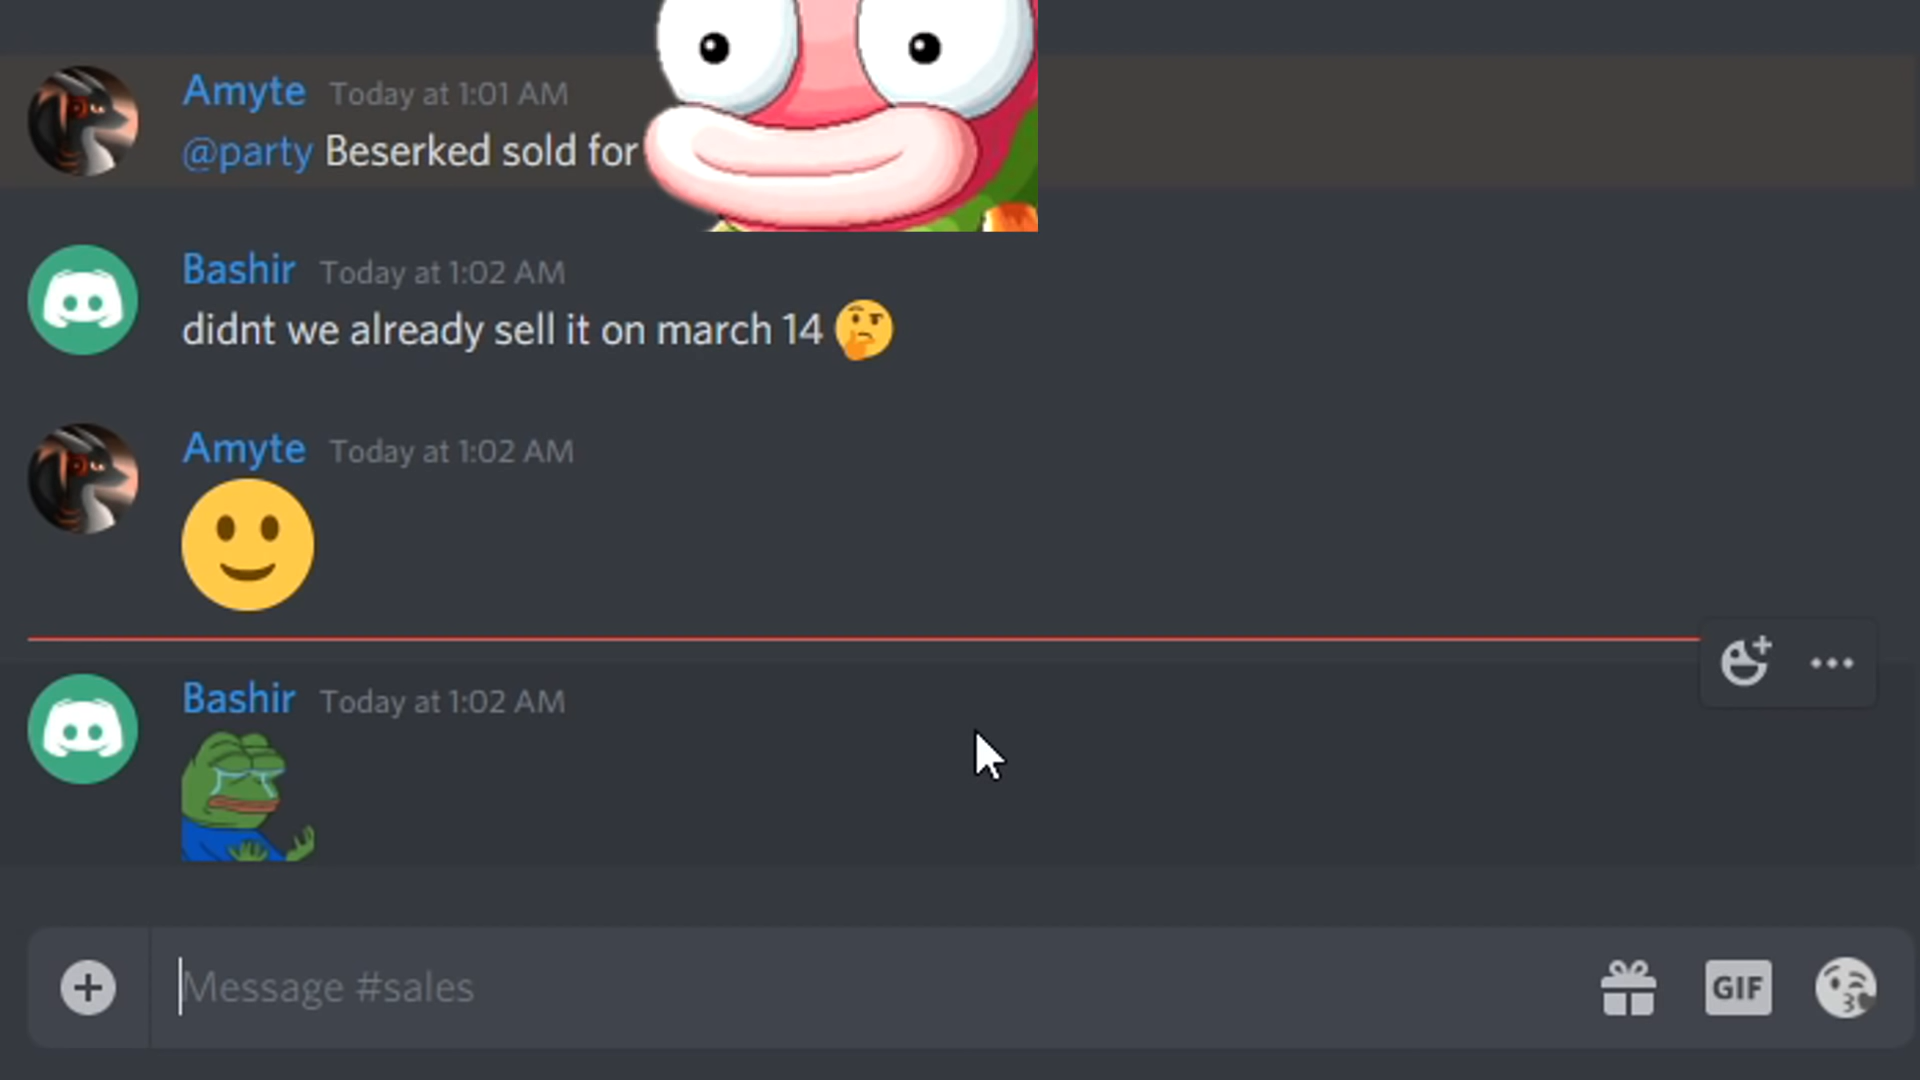 Amyte Today at 1:01 AM
@party Beserked sold for
Bashir Today at 1:02 AM
didnt we already sell it on march 14 🤔
Amyte Today at 1:02 AM
🙂
Bashir Today at 1:02 AM
Message #sales
GIF